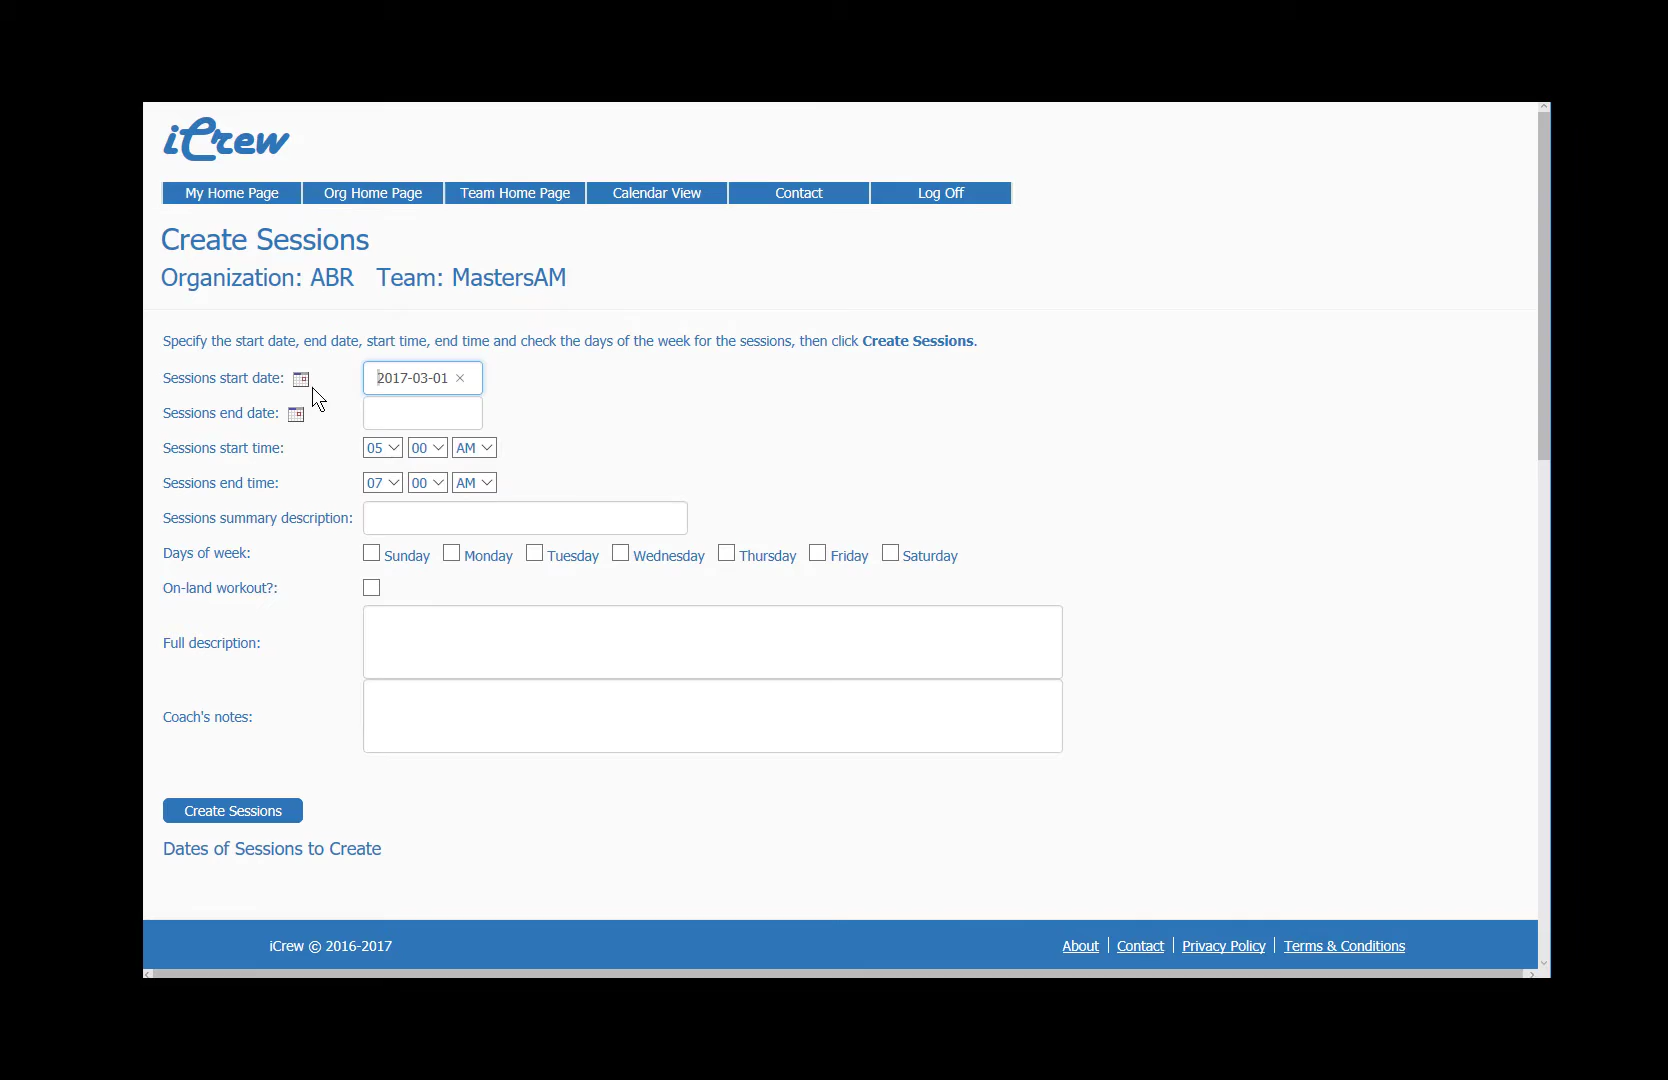 iCrew
My Home Page Org Home Page Team Home Page Calendar View Contact Log Off
Create Sessions
Organization: ABR Team: MastersAM
Specify the start date, end date, start time, end time and check the days of the week for the sessions, then click Create Sessions.
Sessions start date: 2017-03-01 ×
Sessions end date:
Sessions start time: 05 00 AM
Sessions end time: 07 00 AM
Sessions summary description:
Days of week: Sunday Monday Tuesday Wednesday Thursday Friday Saturday
On-land workout?:
Full description:
Coach's notes:
Create Sessions
Dates of Sessions to Create
iCrew © 2016-2017 About Contact Privacy Policy Terms & Conditions